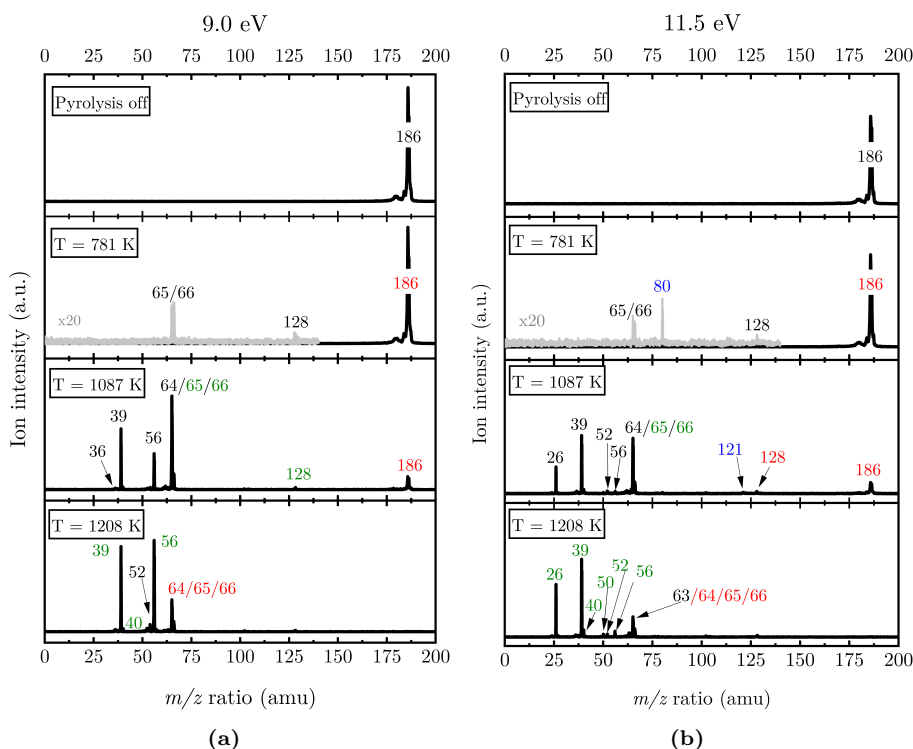 9.0 eV
0 25 50 75 100 125 150 175 200
Pyrolysis off
186
T = 781 K
65/66
186
x20
128
T = 1087 K
64/65/66
39
56
36
128
186
T = 1208 K
39
56
52
64/65/66
40
0 25 50 75 100 125 150 175 200
Ion intensity (a.u.)
m/z ratio (amu)
(a)
11.5 eV
0 25 50 75 100 125 150 175 200
Pyrolysis off
186
T = 781 K
80
186
65/66
x20
128
T = 1087 K
39
52
64/65/66
56
26
121
128
186
T = 1208 K
39
26
50
52
56
40
63/64/65/66
0 25 50 75 100 125 150 175 200
Ion intensity (a.u.)
m/z ratio (amu)
(b)